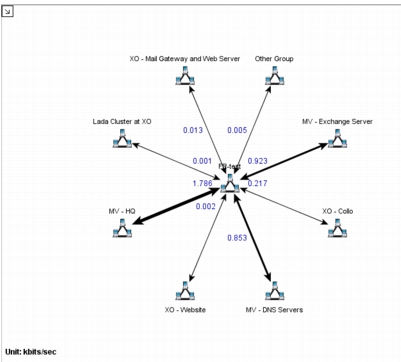 XO - Mail Gateway and Web Server
Other Group
Lada Cluster at XO
0.013
0.005
MV - Exchange Server
0.001
0.923
1.786
0.217
MV - HQ
0.002
XO - Collo
0.853
XO - Website
MV - DNS Servers
Unit: kbits/sec